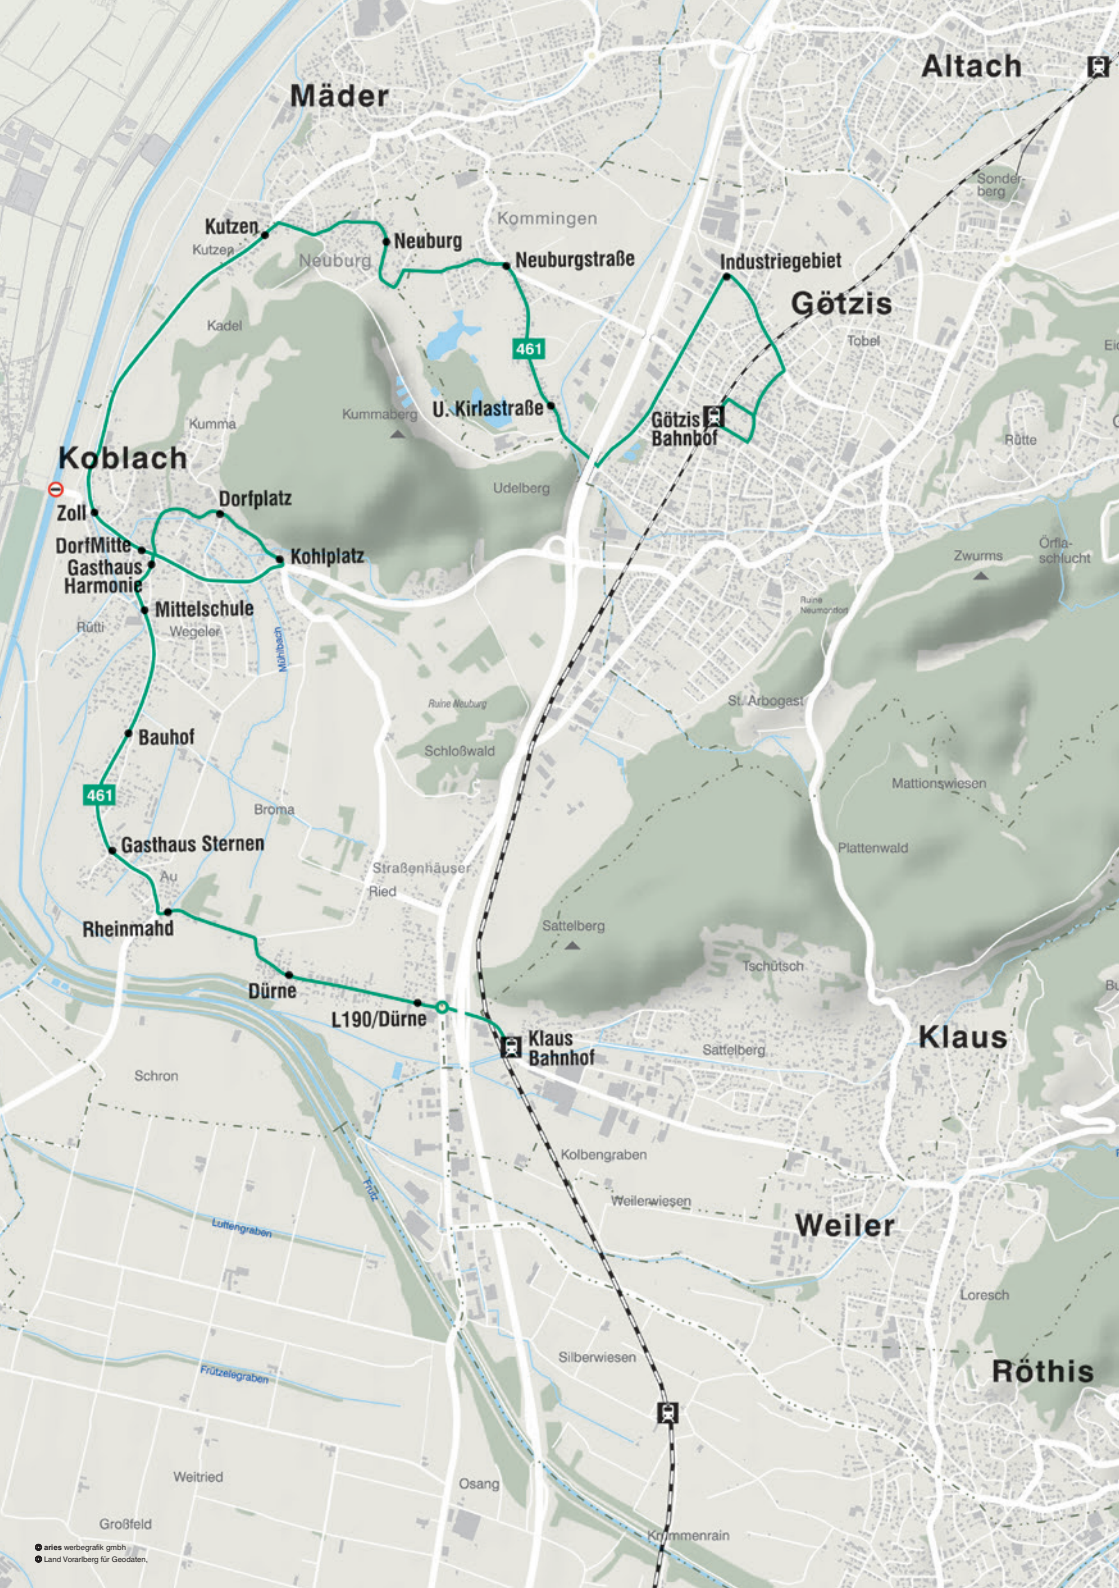 Altach
Mäder
Sonder-
berg
Kutzen
Kommingen
Kutzen
Neuburg
Neuburg
Neuburgstraße
Industriegebiet
Götzis
Kadel
Tobel
461
Kummaberg
U. Kirlastraße
Götzis
Bahnhof
Kumma
Rütte
Koblach
Udelberg
Dorfplatz
Zoll
DorfMitte
Gasthaus
Harmonie
Kohlplatz
Zwurms
Örfla-
schlucht
Mittelschule
Ruine
Neumontfort
Rütti
Wegeler
Mühlbach
Ruine Neuburg
St. Arbogast
Bauhof
Schloßwald
Mattionswiesen
461
Broma
Gasthaus Sternen
Plattenwald
Straßenhäuser
Au
Ried
Rheinmahd
Sattelberg
Tschütsch
Dürne
L190/Dürne
Klaus
Bahnhof
Sattelberg
Klaus
Schron
Kolbengraben
Frutz
Weilerwiesen
Luttengraben
Weiler
Loresch
Silberwiesen
Frützelegraben
Röthis
Weitried
Osang
Großfeld
Krummenrain
aries werbegrafik gmbh
Land Vorarlberg für Geodaten,